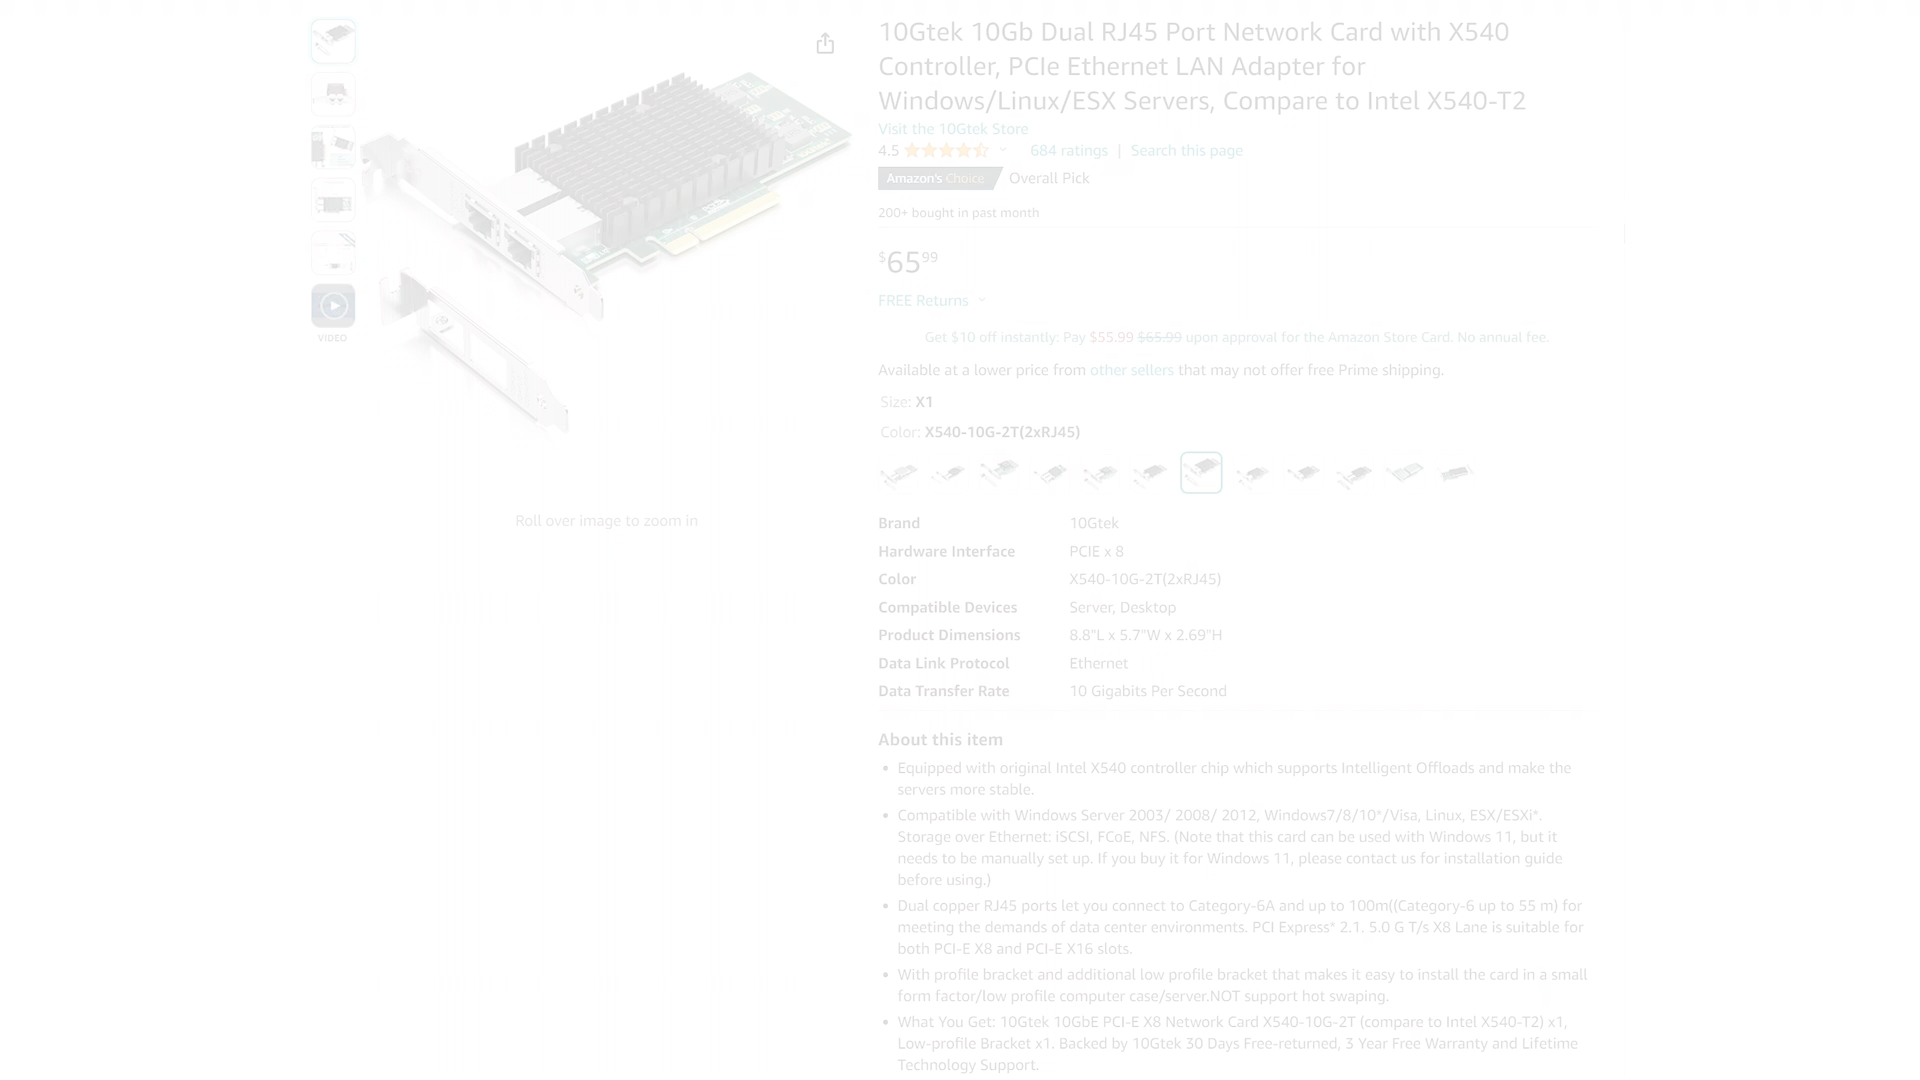 10Gtek 10Gb Dual RJ45 Port Network Card with X540
Controller, PCIe Ethernet LAN Adapter for
Windows/Linux/ESX Servers, Compare to Intel X540-T2
Visit the 10Gtek Store
4.5 684 ratings | Search this page
Amazon's Choice Overall Pick
200+ bought in past month
$65.99
FREE Returns
Get $10 off instantly: Pay $55.99 $65.99 upon approval for the Amazon Store Card. No annual fee.
Available at a lower price from other sellers that may not offer free Prime shipping.
Size: X1
Color: X540-10G-2T(2xRJ45)
VIDEO
Roll over image to zoom in
Brand 10Gtek
Hardware Interface PCIE x 8
Color X540-10G-2T(2xRJ45)
Compatible Devices Server, Desktop
Product Dimensions 8.8"L x 5.7"W x 2.69"H
Data Link Protocol Ethernet
Data Transfer Rate 10 Gigabits Per Second
About this item
• Equipped with original Intel X540 controller chip which supports Intelligent Offloads and make the
servers more stable.
• Compatible with Windows Server 2003/ 2008/ 2012, Windows7/8/10*/Visa, Linux, ESX/ESXi*.
Storage over Ethernet: iSCSI, FCoE, NFS. (Note that this card can be used with Windows 11, but it
needs to be manually set up. If you buy it for Windows 11, please contact us for installation guide
before using.)
• Dual copper RJ45 ports let you connect to Category-6A and up to 100m((Category-6 up to 55 m) for
meeting the demands of data center environments. PCI Express* 2.1. 5.0 G T/s X8 Lane is suitable for
both PCI-E X8 and PCI-E X16 slots.
• With profile bracket and additional low profile bracket that makes it easy to install the card in a small
form factor/low profile computer case/server.NOT support hot swaping.
• What You Get: 10Gtek 10GbE PCI-E X8 Network Card X540-10G-2T (compare to Intel X540-T2) x1,
Low-profile Bracket x1. Backed by 10Gtek 30 Days Free-returned, 3 Year Free Warranty and Lifetime
Technology Support.